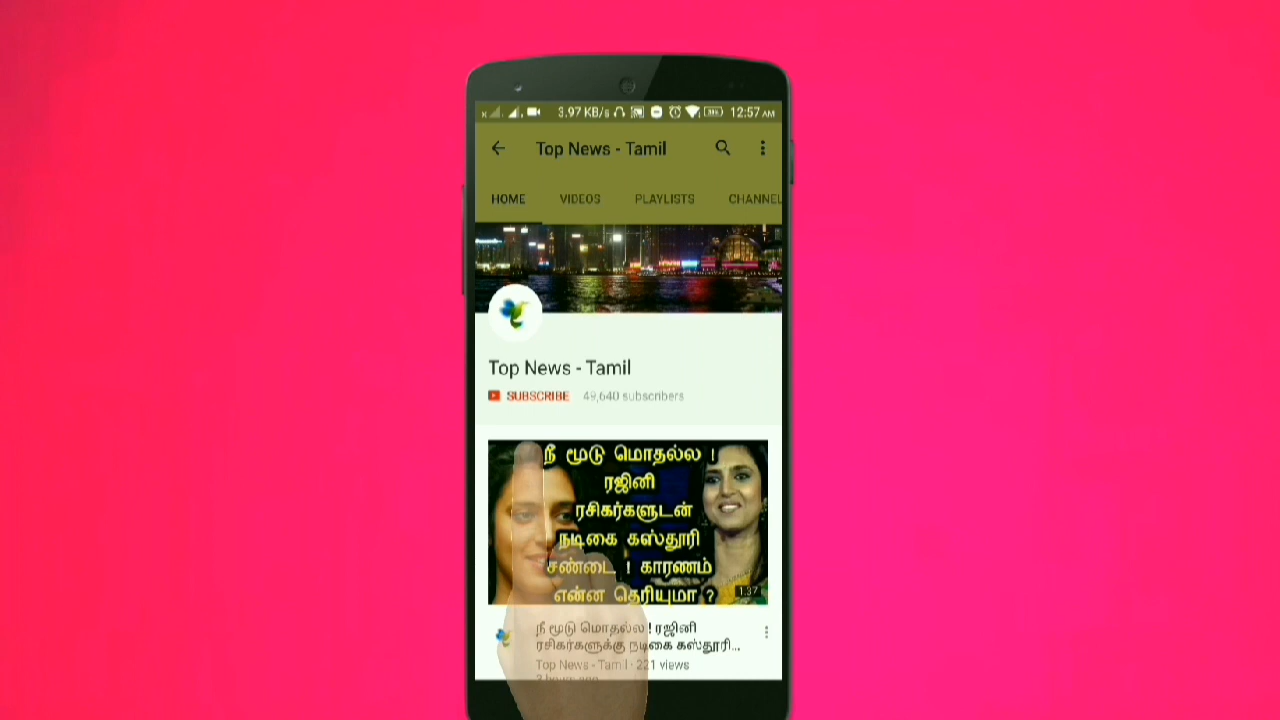 3.97 KB/s 12:57 AM
Top News - Tamil
HOME VIDEOS PLAYLISTS CHANNEL
Top News - Tamil
SUBSCRIBE 49,640 subscribers
நீ மூடு மொதல்ல !
ரஜினி
ரசிகர்களுடன்
நடிகை கஸ்தூரி
சண்டை ! காரணம்
என்ன தெரியுமா ?
1:37
நீ மூடு மொதல்ல ! ரஜினி
ரசிகர்களுக்கு நடிகை கஸ்தூரி...
Top News - Tamil · 221 views